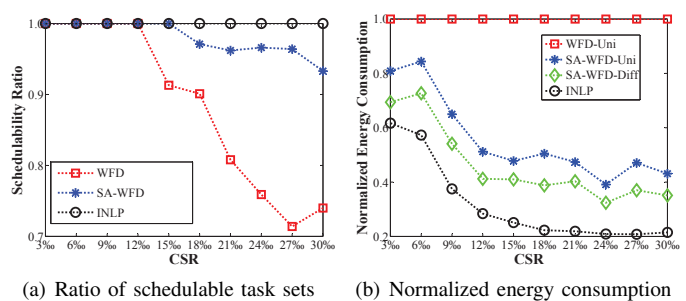 1.0
0.9
0.8
0.7
Schedulability Ratio
WFD
SA-WFD
INLP
3‰ 6‰ 9‰ 12‰ 15‰ 18‰ 21‰ 24‰ 27‰ 30‰
CSR
(a) Ratio of schedulable task sets
1.0
0.8
0.6
0.4
0.2
Normalized Energy Consumption
WFD-Uni
SA-WFD-Uni
SA-WFD-Diff
INLP
3‰ 6‰ 9‰ 12‰ 15‰ 18‰ 21‰ 24‰ 27‰ 30‰
CSR
(b) Normalized energy consumption